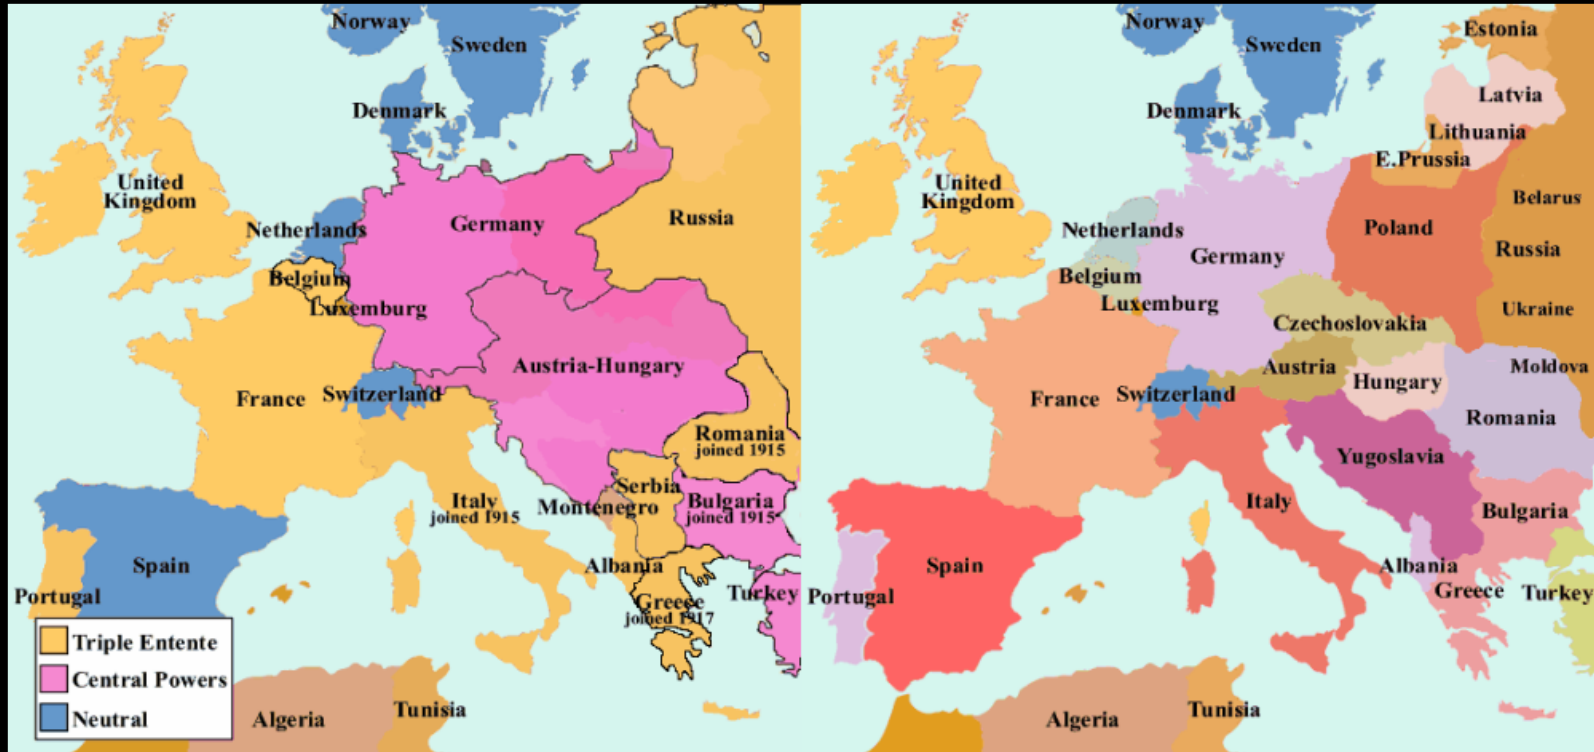 Norway
Sweden
Denmark
United
Kingdom
Netherlands
Germany
Russia
Belgium
Luxemburg
Austria-Hungary
France
Switzerland
Romania
joined 1915
Serbia
Italy
joined 1915
Montenegro
Bulgaria
joined 1915
Spain
Albania
Portugal
Greece
joined 1917
Turkey
Triple Entente
Central Powers
Neutral
Algeria
Tunisia
Norway
Sweden
Estonia
Denmark
Latvia
Lithuania
E.Prussia
United
Kingdom
Belarus
Netherlands
Poland
Germany
Russia
Belgium
Luxemburg
Ukraine
Czechoslovakia
Austria
Moldova
Hungary
France
Switzerland
Romania
Yugoslavia
Italy
Bulgaria
Spain
Albania
Portugal
Greece
Turkey
Algeria
Tunisia